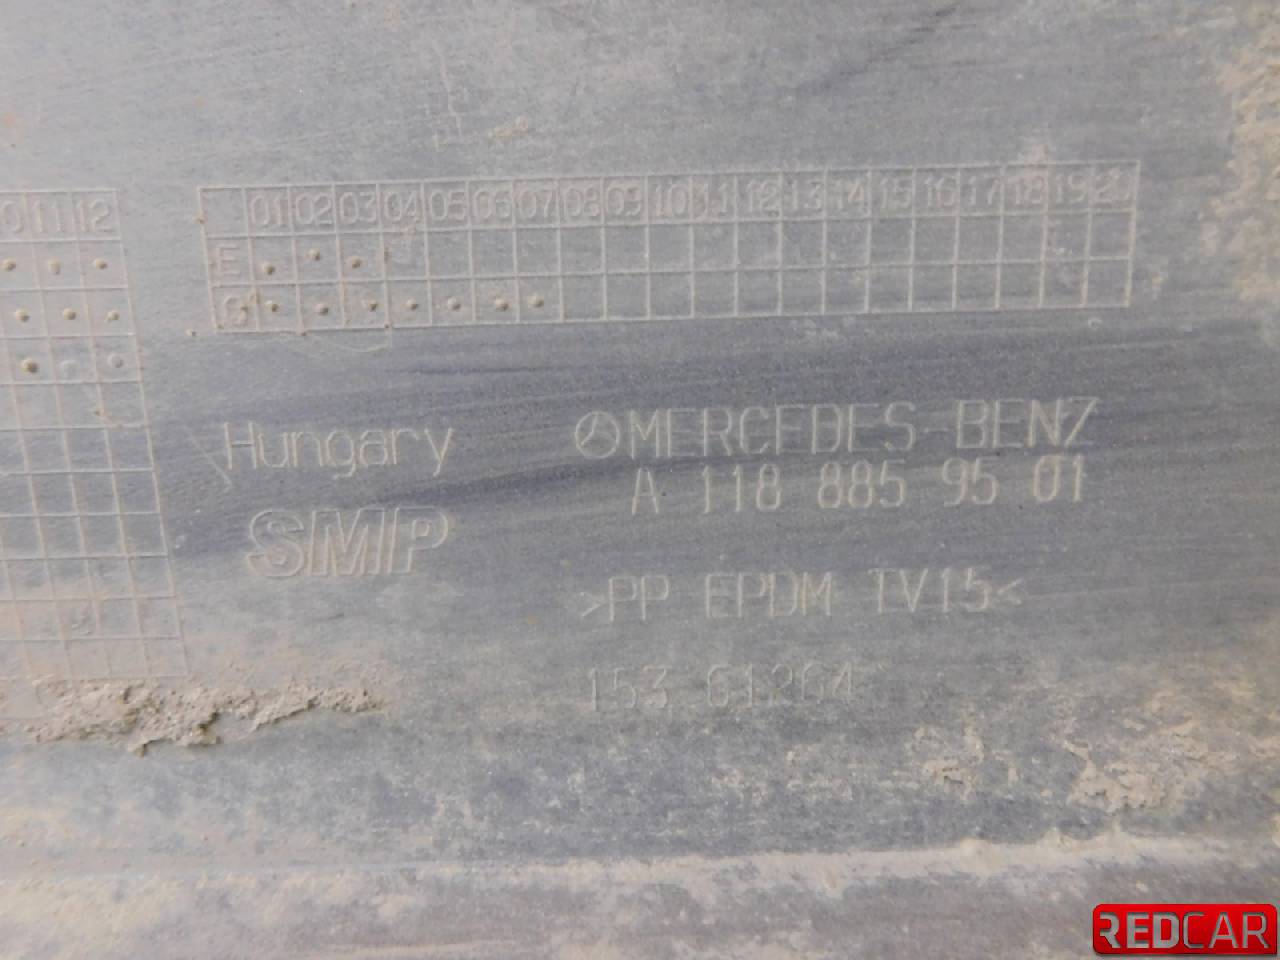 11 12
01 02 03 04 05 06 07 08 09 10 11 12 13 14 15 16 17 18 19 20
E
G
Hungary
SMP
MERCEDES-BENZ
A 118 885 95 01
>PP EPDM TV15<
153 61264
REDCAR